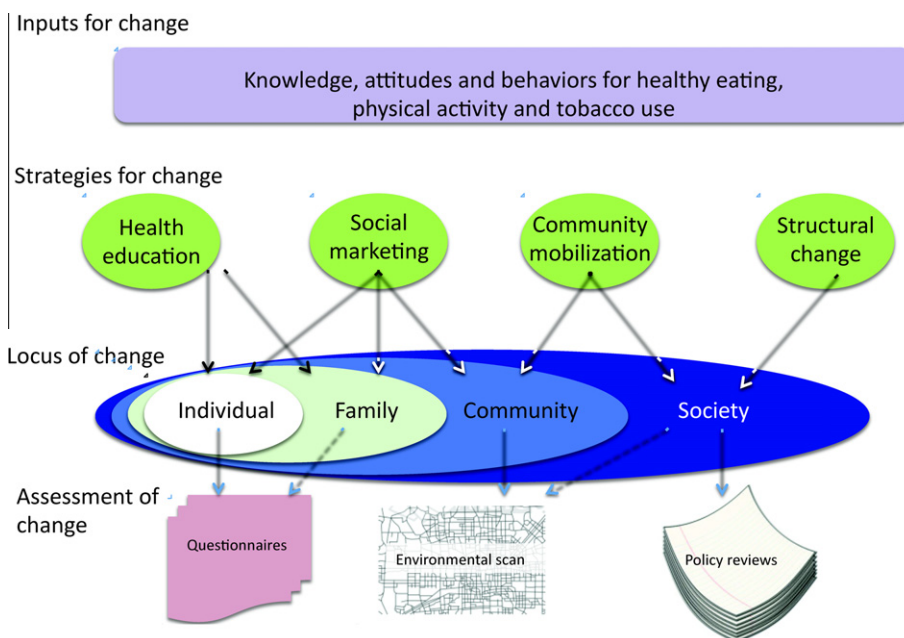 Inputs for change
Knowledge, attitudes and behaviors for healthy eating,
physical activity and tobacco use
Strategies for change
Health
education
Social
marketing
Community
mobilization
Structural
change
Locus of change
Individual
Family
Community
Society
Assessment of
change
Questionnaires
Environmental scan
Policy reviews